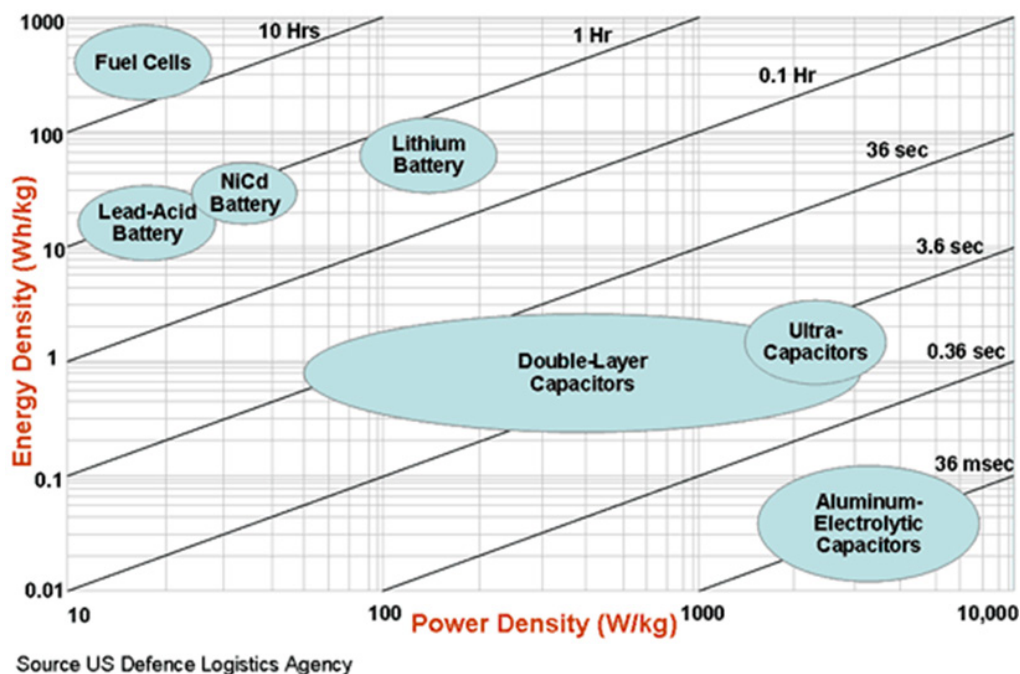 1000
10 Hrs
1 Hr
Fuel Cells
0.1 Hr
100
Lithium
Battery
36 sec
NiCd
Battery
Lead-Acid
Battery
10
3.6 sec
Ultra-
Capacitors
1
Double-Layer
Capacitors
0.36 sec
0.1
36 msec
Aluminum-
Electrolytic
Capacitors
0.01
Energy Density (Wh/kg)
10
100
1000
10,000
Power Density (W/kg)
Source US Defence Logistics Agency